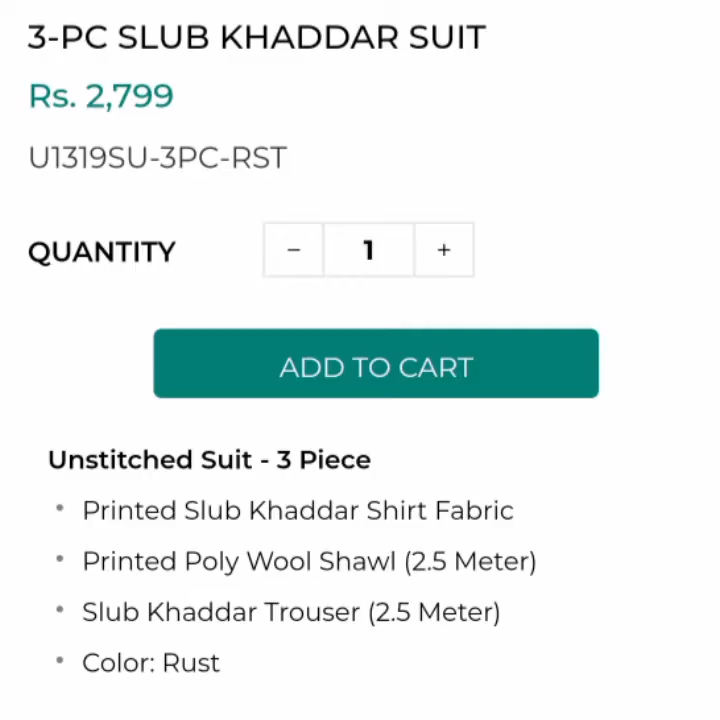 3-PC SLUB KHADDAR SUIT
Rs. 2,799
U1319SU-3PC-RST
QUANTITY − 1 +
ADD TO CART
Unstitched Suit - 3 Piece
• Printed Slub Khaddar Shirt Fabric
• Printed Poly Wool Shawl (2.5 Meter)
• Slub Khaddar Trouser (2.5 Meter)
• Color: Rust